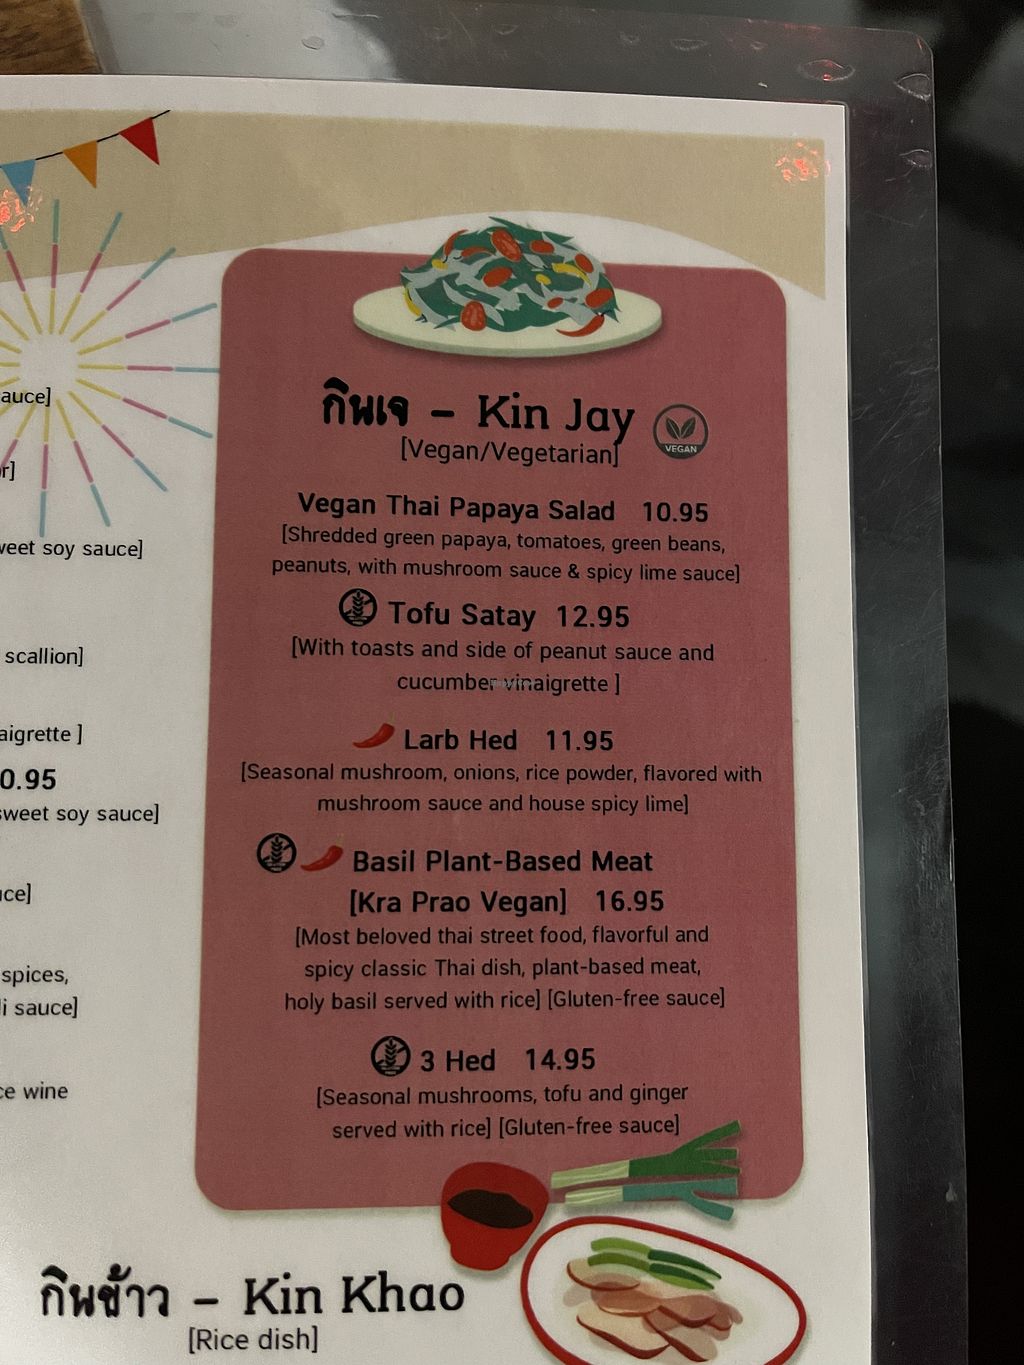 auce]
r]
weet soy sauce]
scallion]
aigrette ]
0.95
sweet soy sauce]
uce]
spices,
li sauce]
ce wine
กินเจ – Kin Jay
VEGAN
[Vegan/Vegetarian]
Vegan Thai Papaya Salad 10.95
[Shredded green papaya, tomatoes, green beans,
peanuts, with mushroom sauce & spicy lime sauce]
Tofu Satay 12.95
[With toasts and side of peanut sauce and
cucumber vinaigrette ]
Larb Hed 11.95
[Seasonal mushroom, onions, rice powder, flavored with
mushroom sauce and house spicy lime]
Basil Plant-Based Meat
[Kra Prao Vegan] 16.95
[Most beloved thai street food, flavorful and
spicy classic Thai dish, plant-based meat,
holy basil served with rice] [Gluten-free sauce]
3 Hed 14.95
[Seasonal mushrooms, tofu and ginger
served with rice] [Gluten-free sauce]
กินข้าว – Kin Khao
[Rice dish]